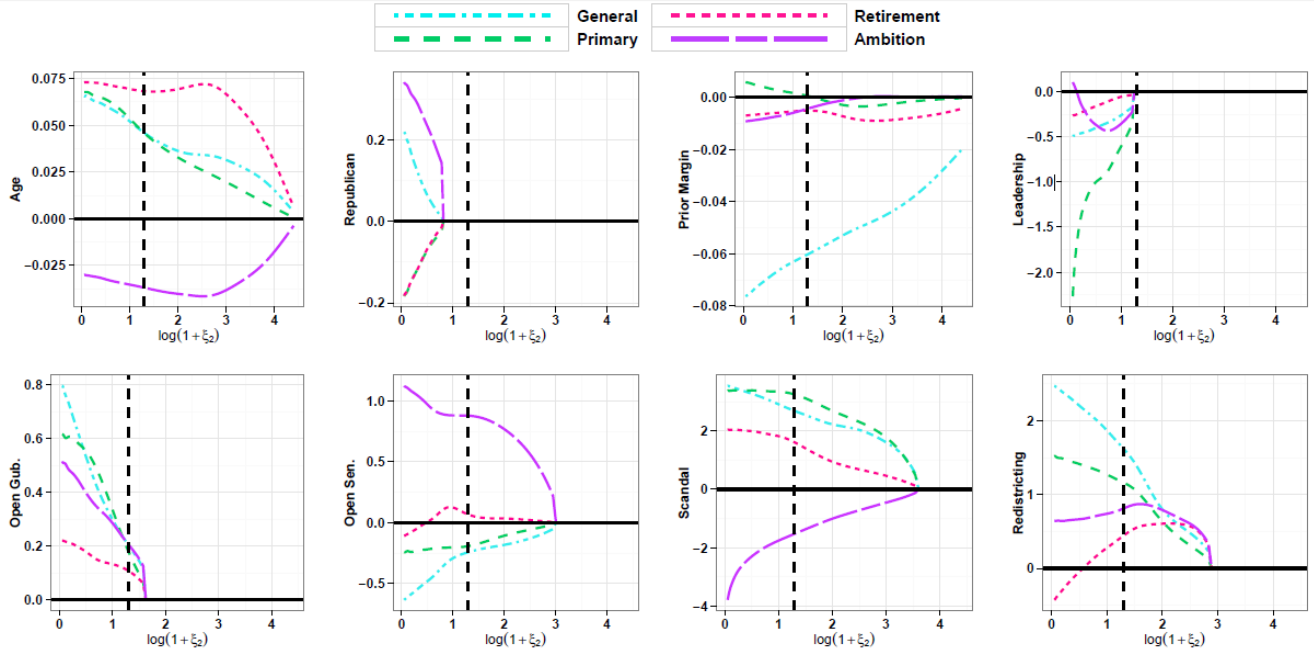 General Retirement
Primary Ambition
Age
0.075
0.050
0.025
0.000
−0.025
0 1 2 3 4
log(1+ξ₂)
Republican
0.2
0.0
−0.2
0 1 2 3 4
log(1+ξ₂)
Prior Margin
0.00
−0.02
−0.04
−0.06
−0.08
0 1 2 3 4
log(1+ξ₂)
Leadership
0.0
−0.5
−1.0
−1.5
−2.0
0 1 2 3 4
log(1+ξ₂)
Open Gub.
0.8
0.6
0.4
0.2
0.0
0 1 2 3 4
log(1+ξ₂)
Open Sen.
1.0
0.5
0.0
−0.5
0 1 2 3 4
log(1+ξ₂)
Scandal
2
0
−2
−4
0 1 2 3 4
log(1+ξ₂)
Redistricting
2
1
0
0 1 2 3 4
log(1+ξ₂)